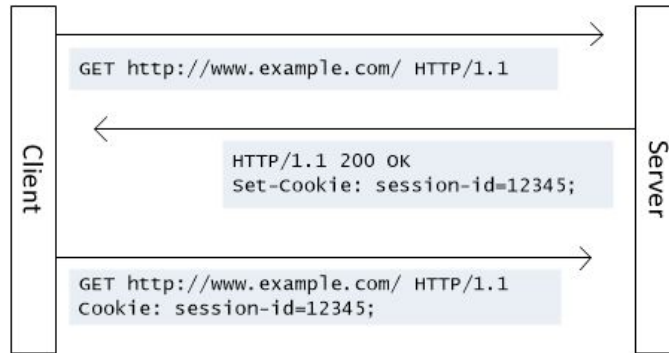 Client
GET http://www.example.com/ HTTP/1.1
HTTP/1.1 200 OK
Set-Cookie: session-id=12345;
GET http://www.example.com/ HTTP/1.1
Cookie: session-id=12345;
Server